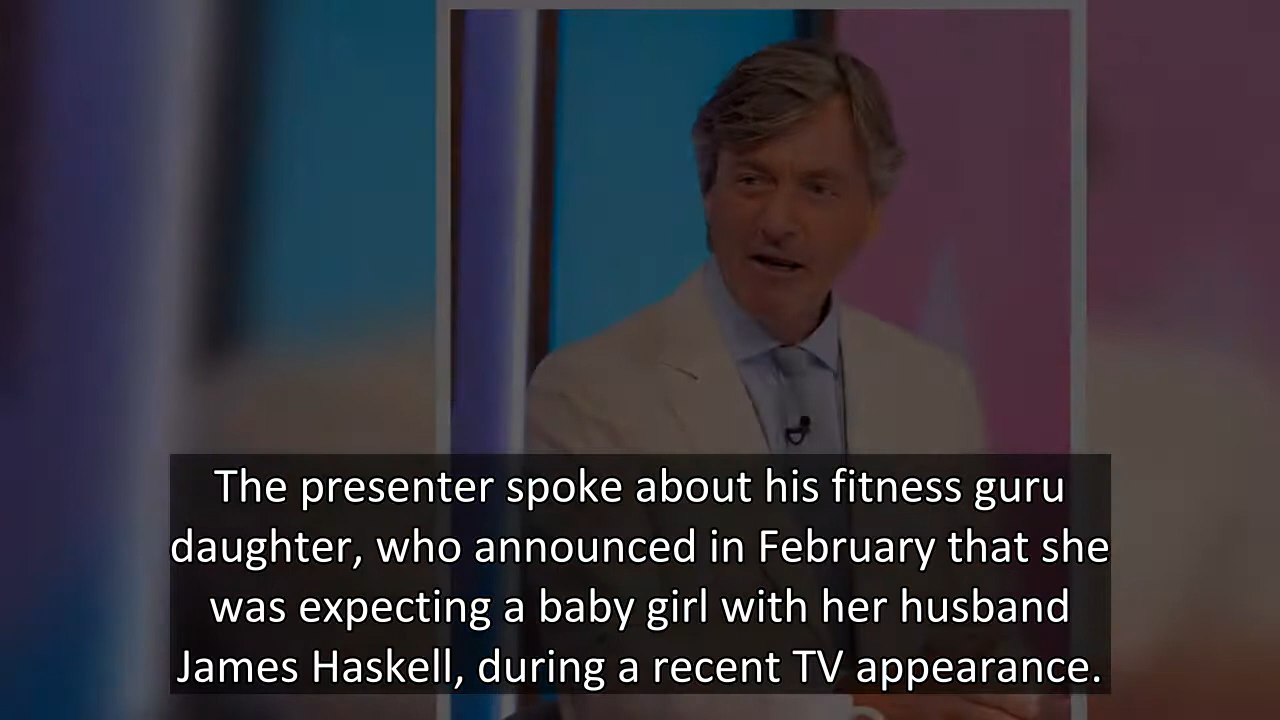 The presenter spoke about his fitness guru
daughter, who announced in February that she
was expecting a baby girl with her husband
James Haskell, during a recent TV appearance.